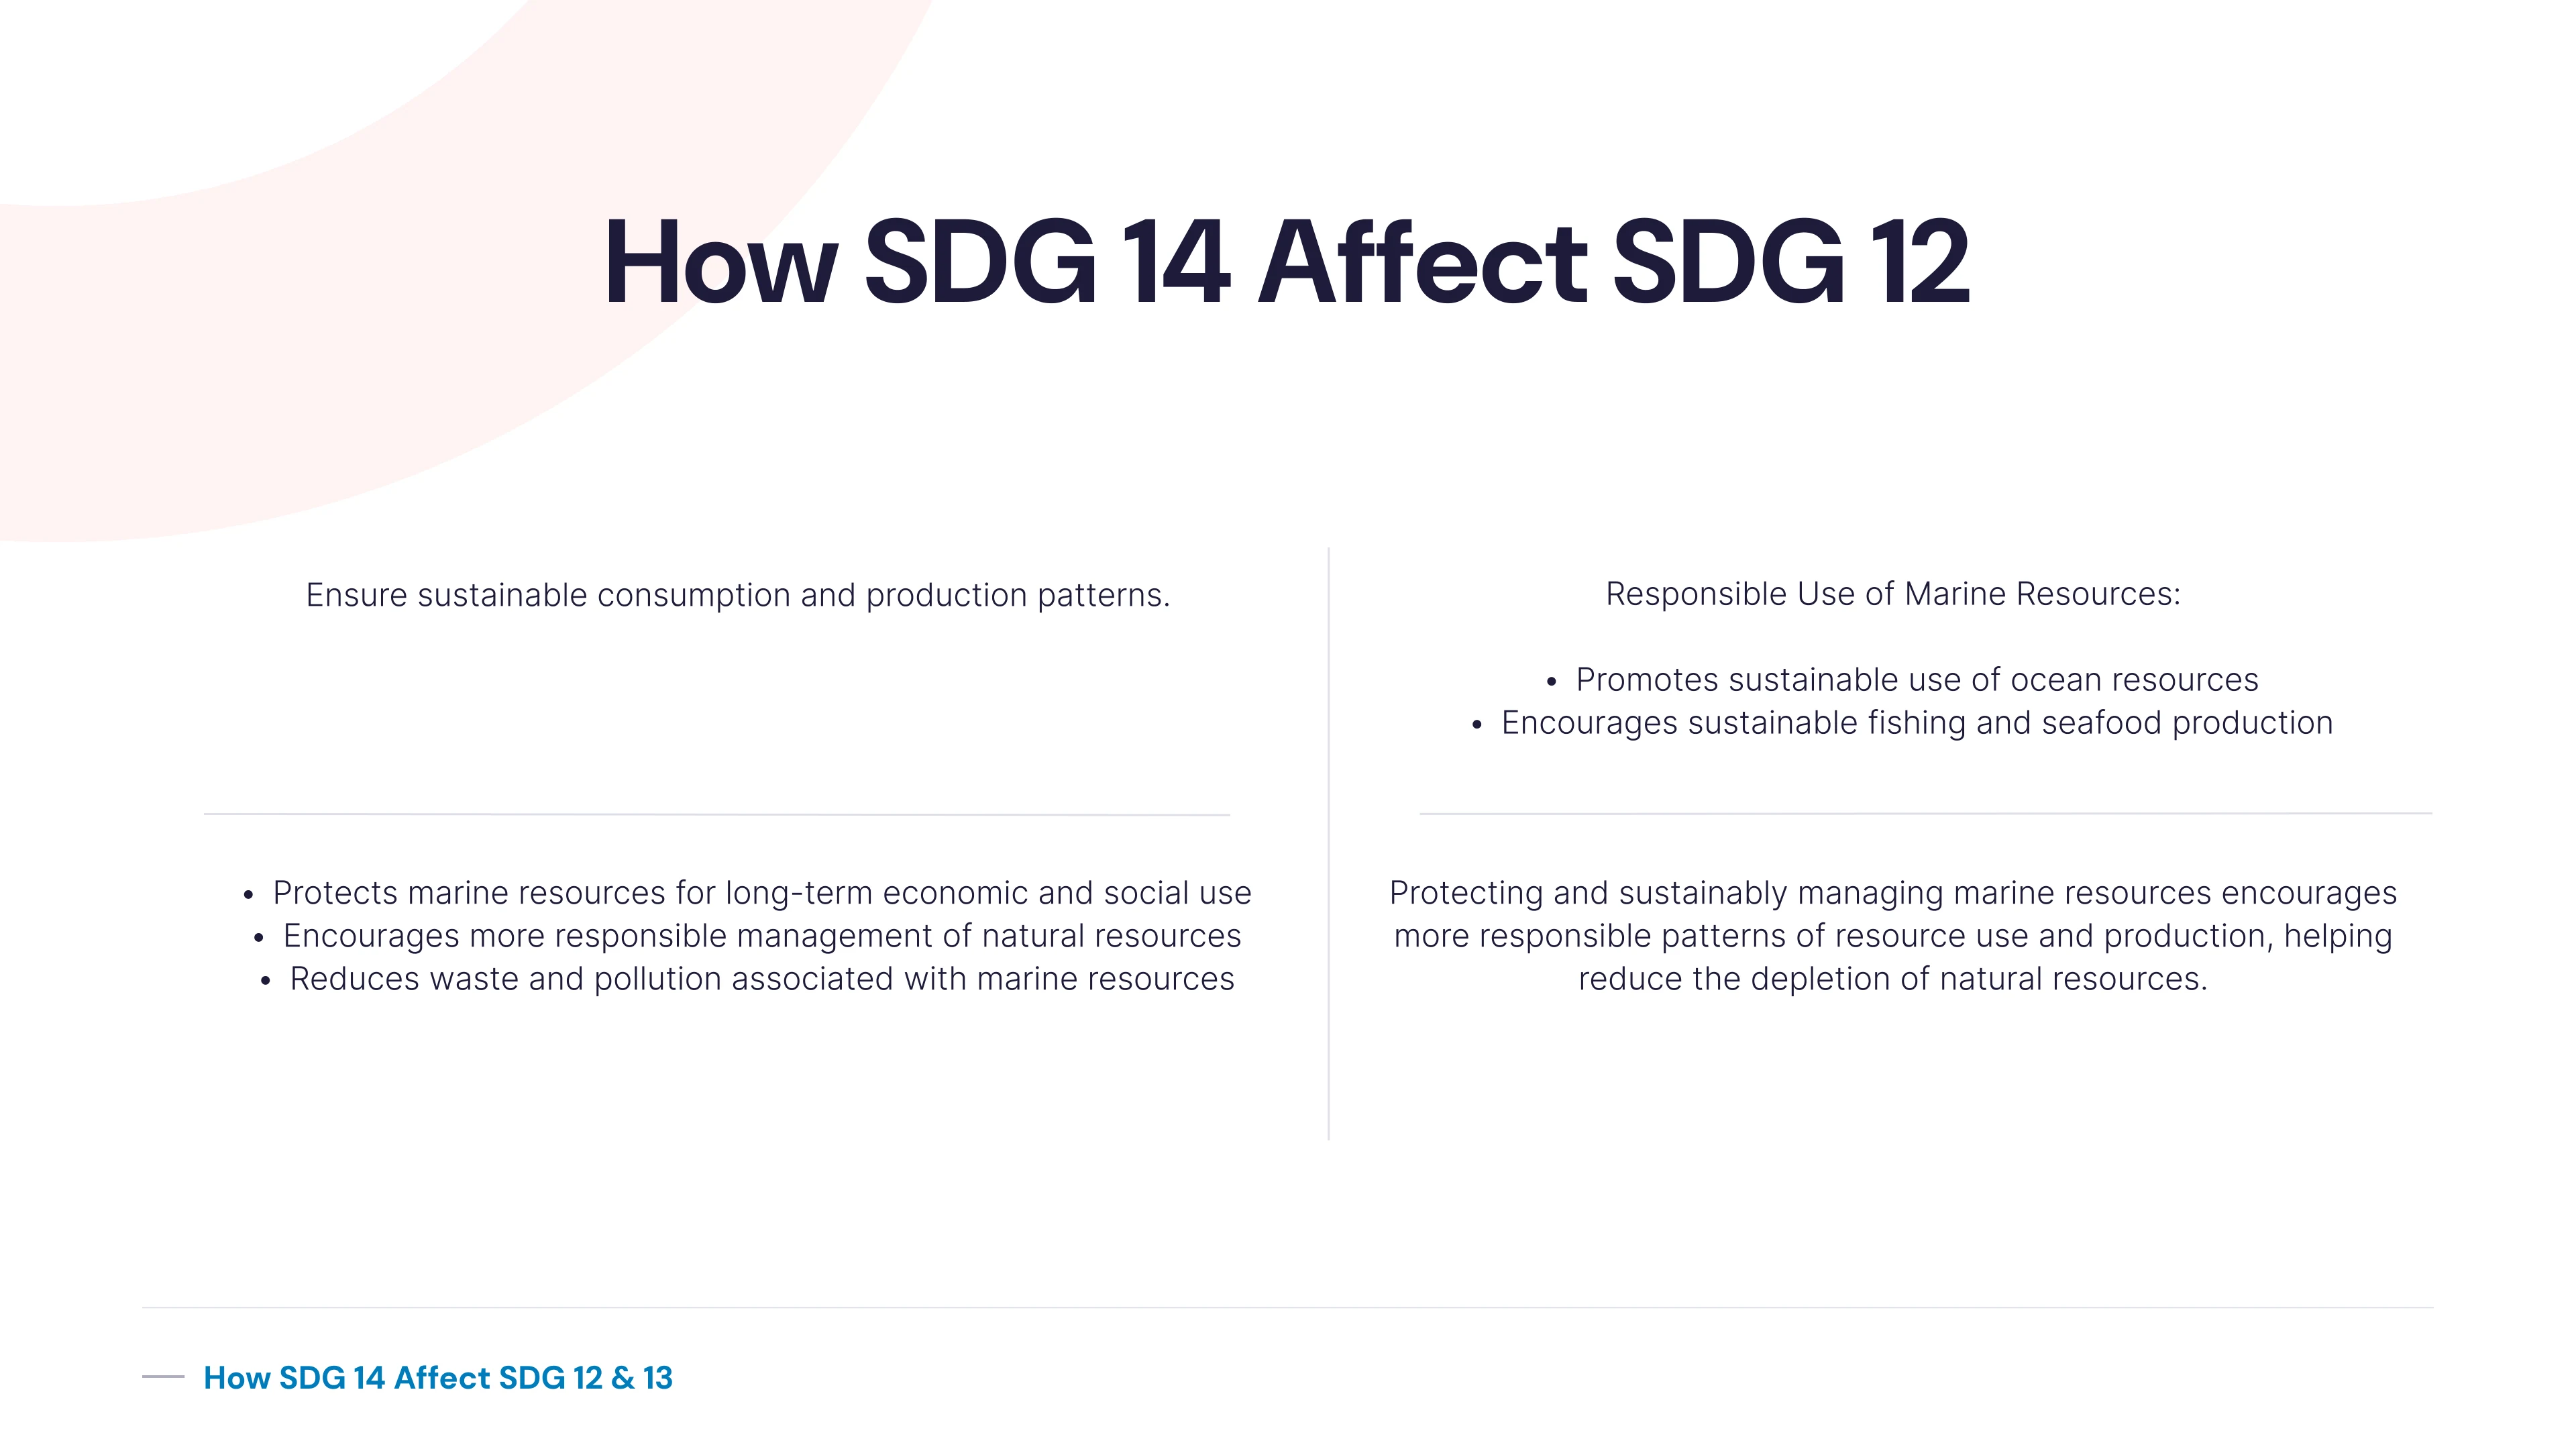 How SDG 14 Affect SDG 12
Ensure sustainable consumption and production patterns.
Responsible Use of Marine Resources:
• Promotes sustainable use of ocean resources
• Encourages sustainable fishing and seafood production
• Protects marine resources for long-term economic and social use
• Encourages more responsible management of natural resources
• Reduces waste and pollution associated with marine resources
Protecting and sustainably managing marine resources encourages
more responsible patterns of resource use and production, helping
reduce the depletion of natural resources.
How SDG 14 Affect SDG 12 & 13